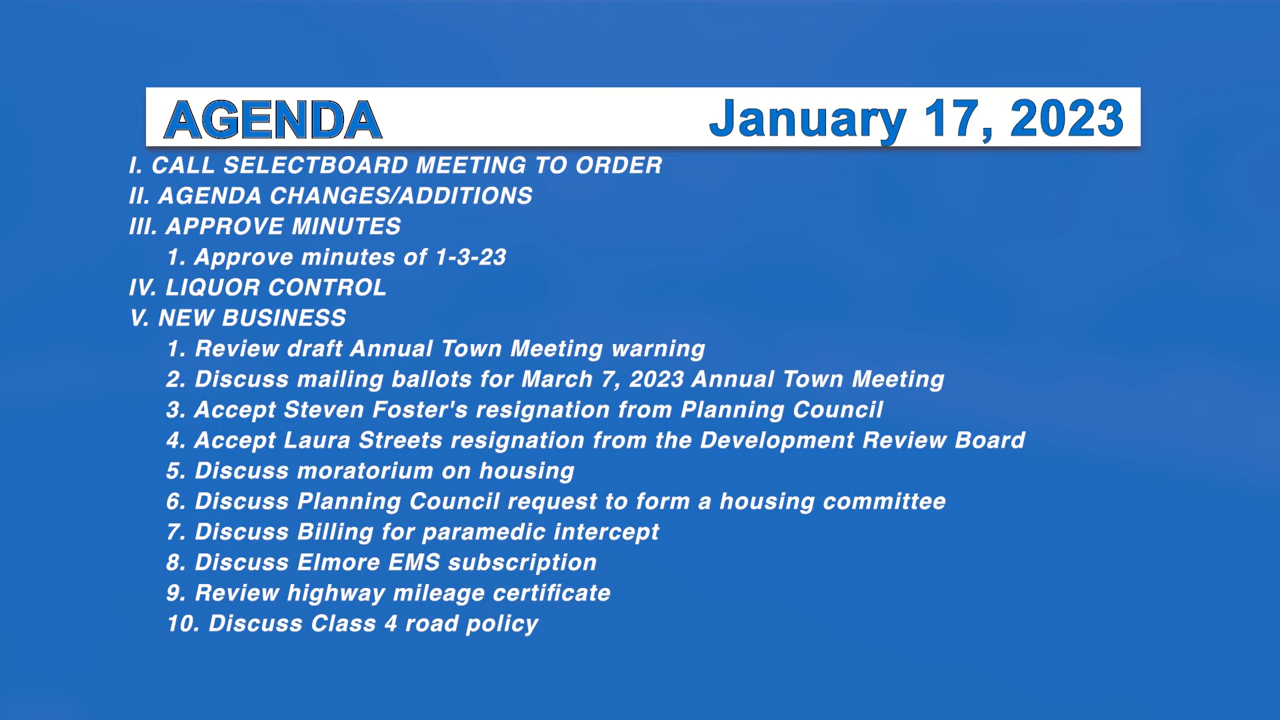 AGENDA January 17, 2023
I. CALL SELECTBOARD MEETING TO ORDER
II. AGENDA CHANGES/ADDITIONS
III. APPROVE MINUTES
1. Approve minutes of 1-3-23
IV. LIQUOR CONTROL
V. NEW BUSINESS
1. Review draft Annual Town Meeting warning
2. Discuss mailing ballots for March 7, 2023 Annual Town Meeting
3. Accept Steven Foster's resignation from Planning Council
4. Accept Laura Streets resignation from the Development Review Board
5. Discuss moratorium on housing
6. Discuss Planning Council request to form a housing committee
7. Discuss Billing for paramedic intercept
8. Discuss Elmore EMS subscription
9. Review highway mileage certificate
10. Discuss Class 4 road policy